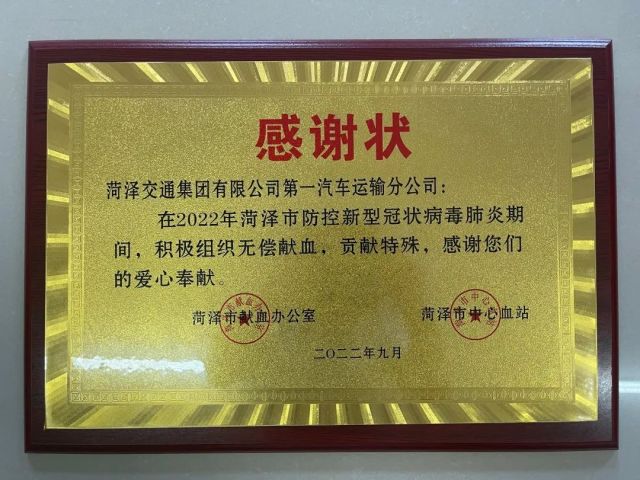 感谢状
菏泽交通集团有限公司第一汽车运输分公司：
在2022年菏泽市防控新型冠状病毒肺炎期
间，积极组织无偿献血，贡献特殊，感谢您们
的爱心奉献。
菏泽市献血办公室 菏泽市中心血站
二〇二二年九月